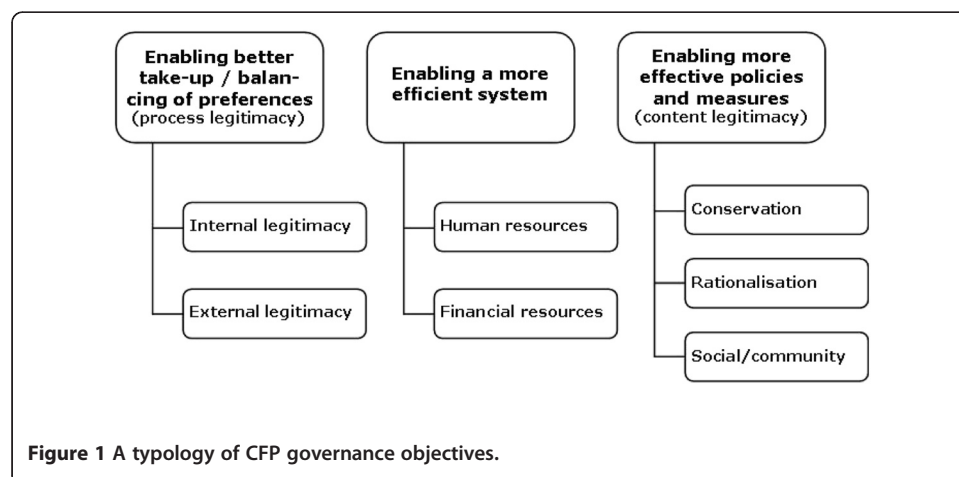 Enabling better
take-up / balan-
cing of preferences
(process legitimacy)
Internal legitimacy
External legitimacy
Enabling a more
efficient system
Human resources
Financial resources
Enabling more
effective policies
and measures
(content legitimacy)
Conservation
Rationalisation
Social/community
Figure 1 A typology of CFP governance objectives.